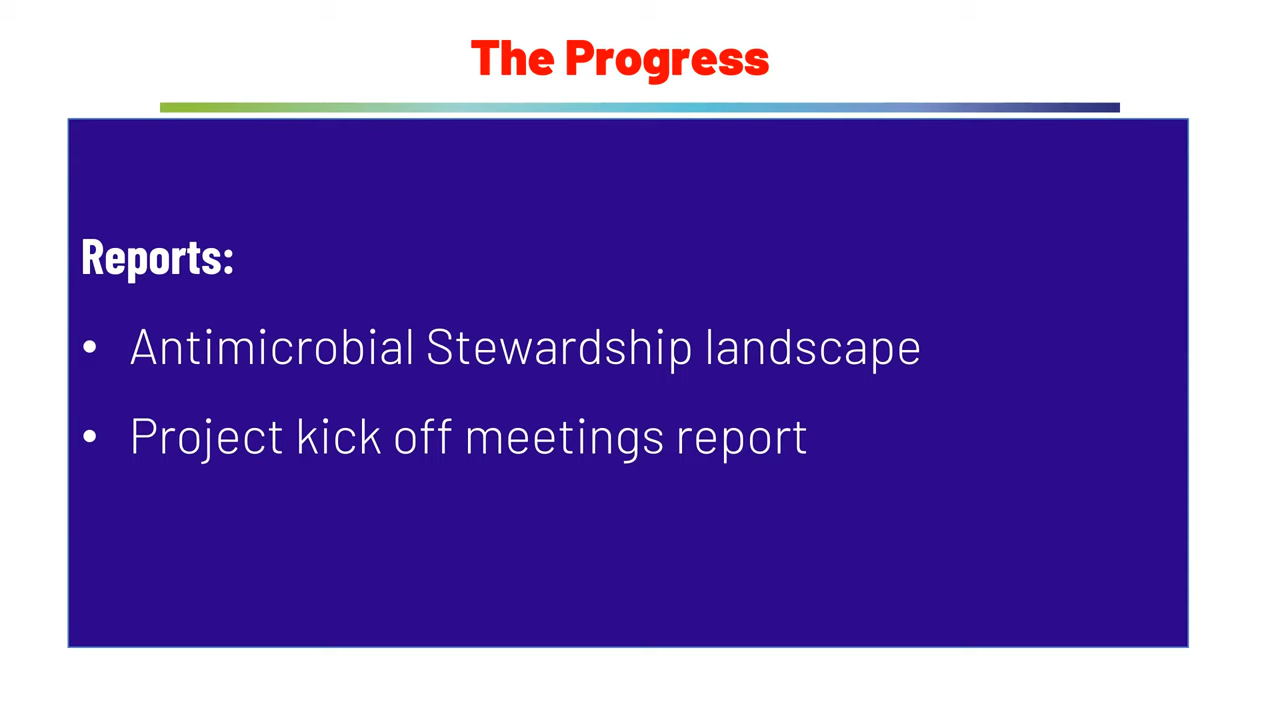 The Progress
Reports:
• Antimicrobial Stewardship landscape
• Project kick off meetings report